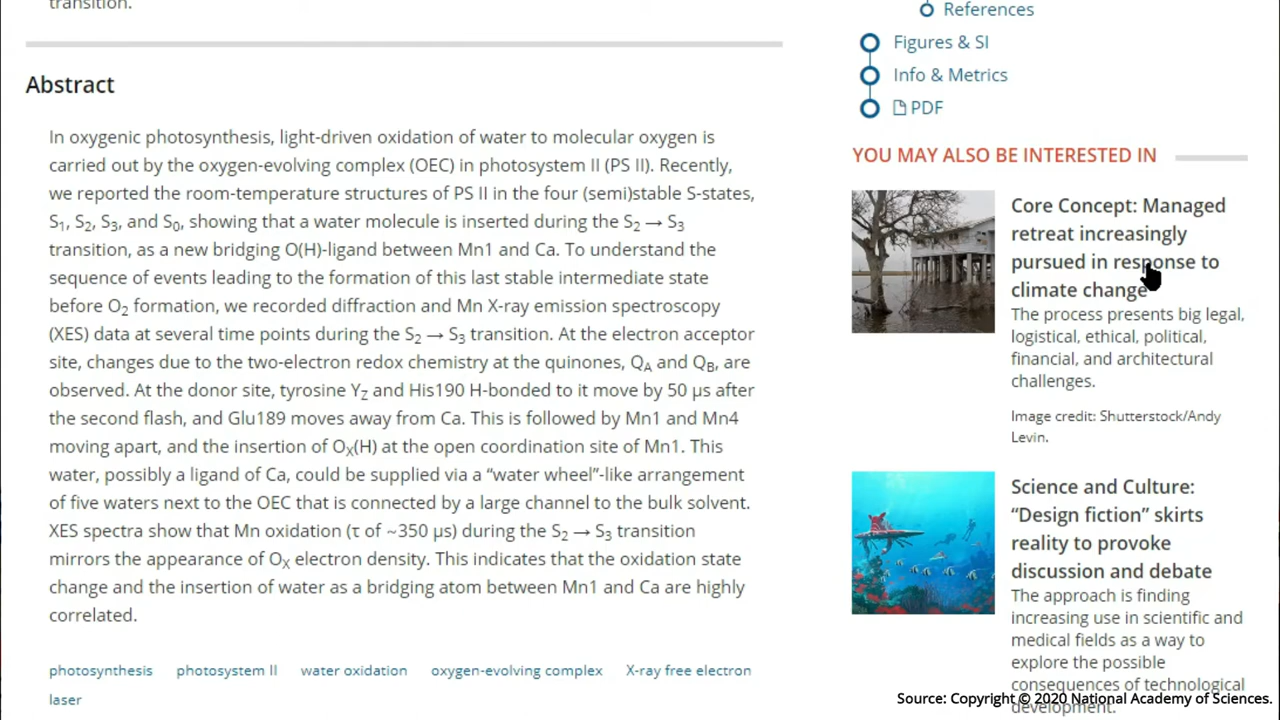 transition.
Abstract
In oxygenic photosynthesis, light-driven oxidation of water to molecular oxygen is
carried out by the oxygen-evolving complex (OEC) in photosystem II (PS II). Recently,
we reported the room-temperature structures of PS II in the four (semi)stable S-states,
S₁, S₂, S₃, and S₀, showing that a water molecule is inserted during the S₂ → S₃
transition, as a new bridging O(H)-ligand between Mn1 and Ca. To understand the
sequence of events leading to the formation of this last stable intermediate state
before O₂ formation, we recorded diffraction and Mn X-ray emission spectroscopy
(XES) data at several time points during the S₂ → S₃ transition. At the electron acceptor
site, changes due to the two-electron redox chemistry at the quinones, Q_A and Q_B, are
observed. At the donor site, tyrosine Y_Z and His190 H-bonded to it move by 50 µs after
the second flash, and Glu189 moves away from Ca. This is followed by Mn1 and Mn4
moving apart, and the insertion of O_X(H) at the open coordination site of Mn1. This
water, possibly a ligand of Ca, could be supplied via a “water wheel”-like arrangement
of five waters next to the OEC that is connected by a large channel to the bulk solvent.
XES spectra show that Mn oxidation (τ of ~350 µs) during the S₂ → S₃ transition
mirrors the appearance of O_X electron density. This indicates that the oxidation state
change and the insertion of water as a bridging atom between Mn1 and Ca are highly
correlated.
photosynthesis photosystem II water oxidation oxygen-evolving complex X-ray free electron
laser
References
Figures & SI
Info & Metrics
PDF
YOU MAY ALSO BE INTERESTED IN
Core Concept: Managed
retreat increasingly
pursued in response to
climate change
The process presents big legal,
logistical, ethical, political,
financial, and architectural
challenges.
Image credit: Shutterstock/Andy
Levin.
Science and Culture:
“Design fiction” skirts
reality to provoke
discussion and debate
The approach is finding
increasing use in scientific and
medical fields as a way to
explore the possible
consequences of technological
development.
Source: Copyright © 2020 National Academy of Sciences.